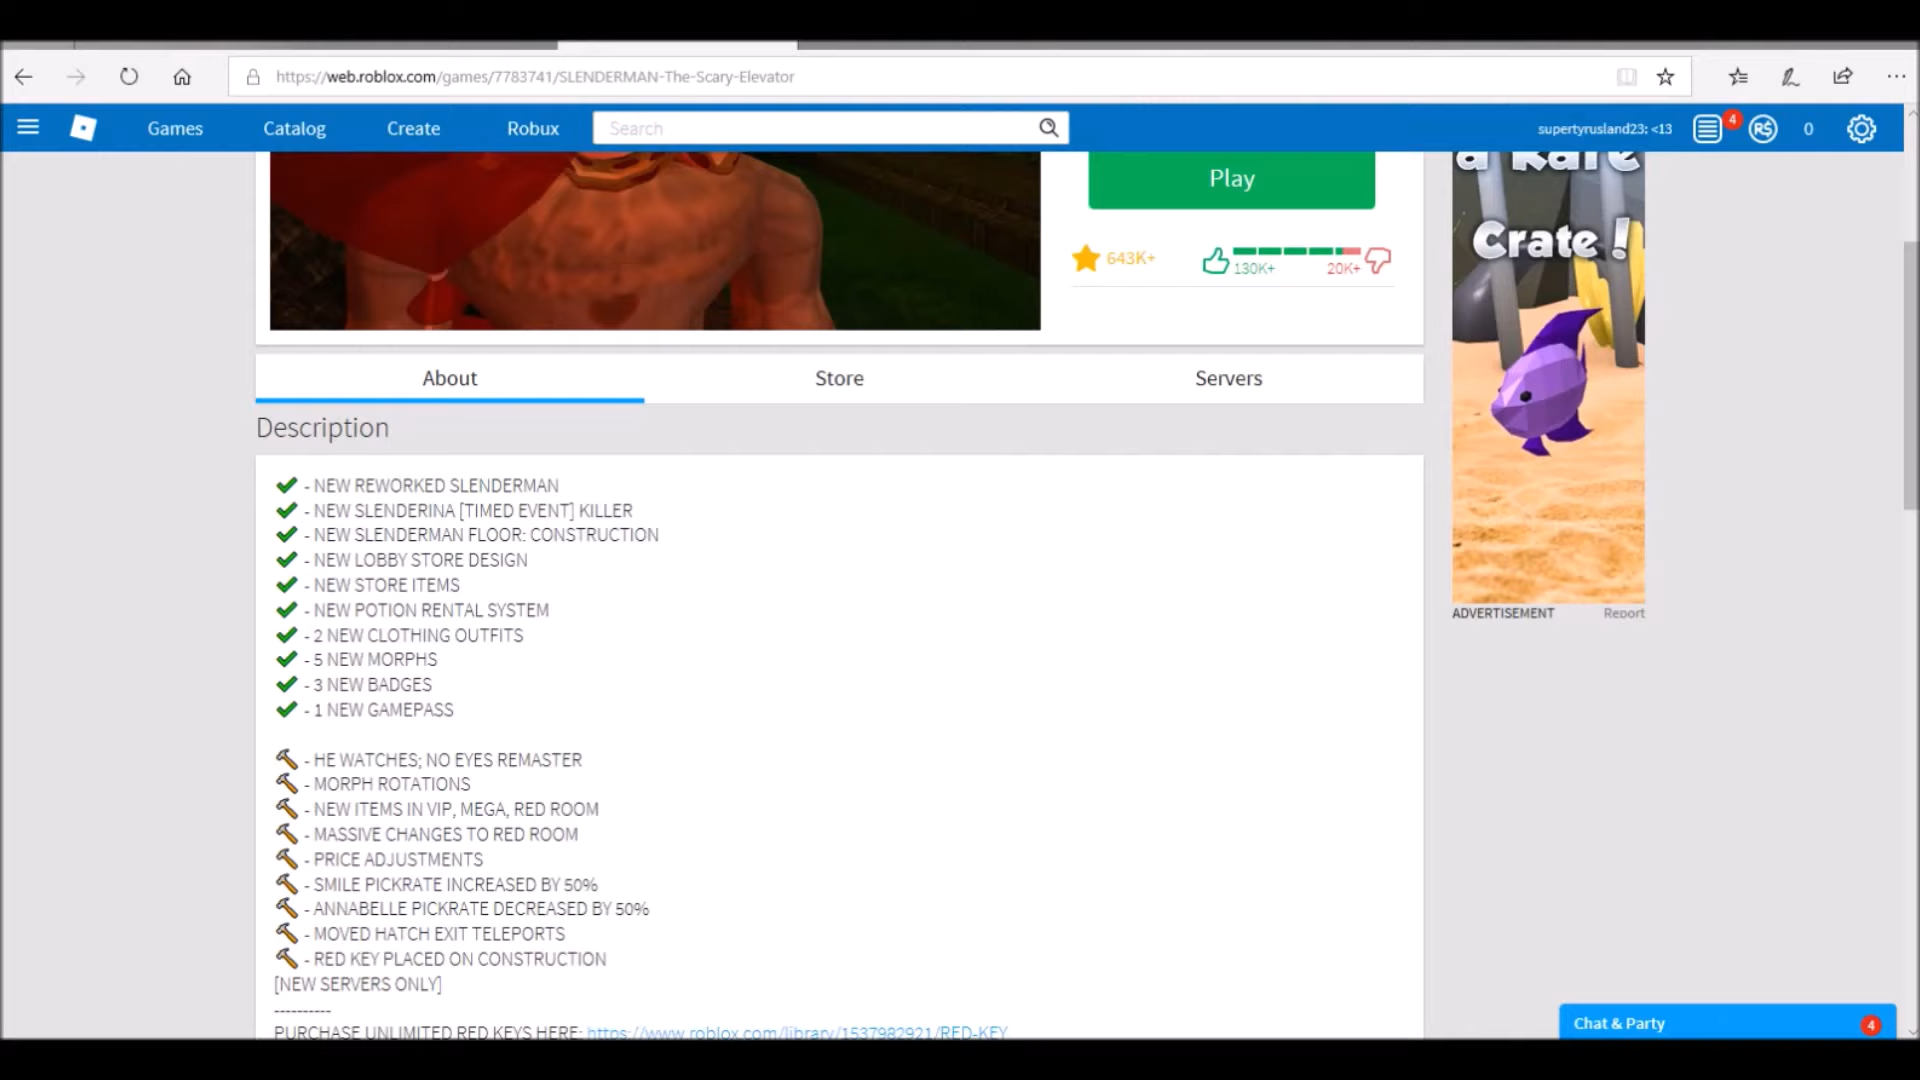 https://web.roblox.com/games/7783741/SLENDERMAN-The-Scary-Elevator
Games Catalog Create Robux Search supertyrusland23: <13 4 R$ 0
a Rare
Crate!
Play
643K+ 130K+ 20K+
About Store Servers
Description
- NEW REWORKED SLENDERMAN
- NEW SLENDERINA [TIMED EVENT] KILLER
- NEW SLENDERMAN FLOOR: CONSTRUCTION
- NEW LOBBY STORE DESIGN
- NEW STORE ITEMS
- NEW POTION RENTAL SYSTEM
- 2 NEW CLOTHING OUTFITS
- 5 NEW MORPHS
- 3 NEW BADGES
- 1 NEW GAMEPASS
ADVERTISEMENT Report
- HE WATCHES; NO EYES REMASTER
- MORPH ROTATIONS
- NEW ITEMS IN VIP, MEGA, RED ROOM
- MASSIVE CHANGES TO RED ROOM
- PRICE ADJUSTMENTS
- SMILE PICKRATE INCREASED BY 50%
- ANNABELLE PICKRATE DECREASED BY 50%
- MOVED HATCH EXIT TELEPORTS
- RED KEY PLACED ON CONSTRUCTION
[NEW SERVERS ONLY]
----------
PURCHASE UNLIMITED RED KEYS HERE: https://www.roblox.com/library/1537982921/RED-KEY
Chat & Party 4